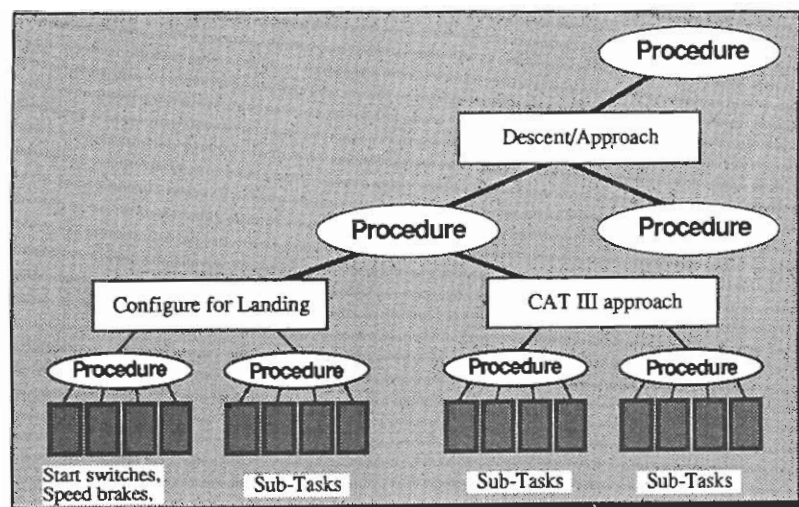 Procedure
Descent/Approach
Procedure
Procedure
Configure for Landing
CAT III approach
Procedure
Procedure
Procedure
Procedure
Start switches,
Speed brakes,
Sub-Tasks
Sub-Tasks
Sub-Tasks